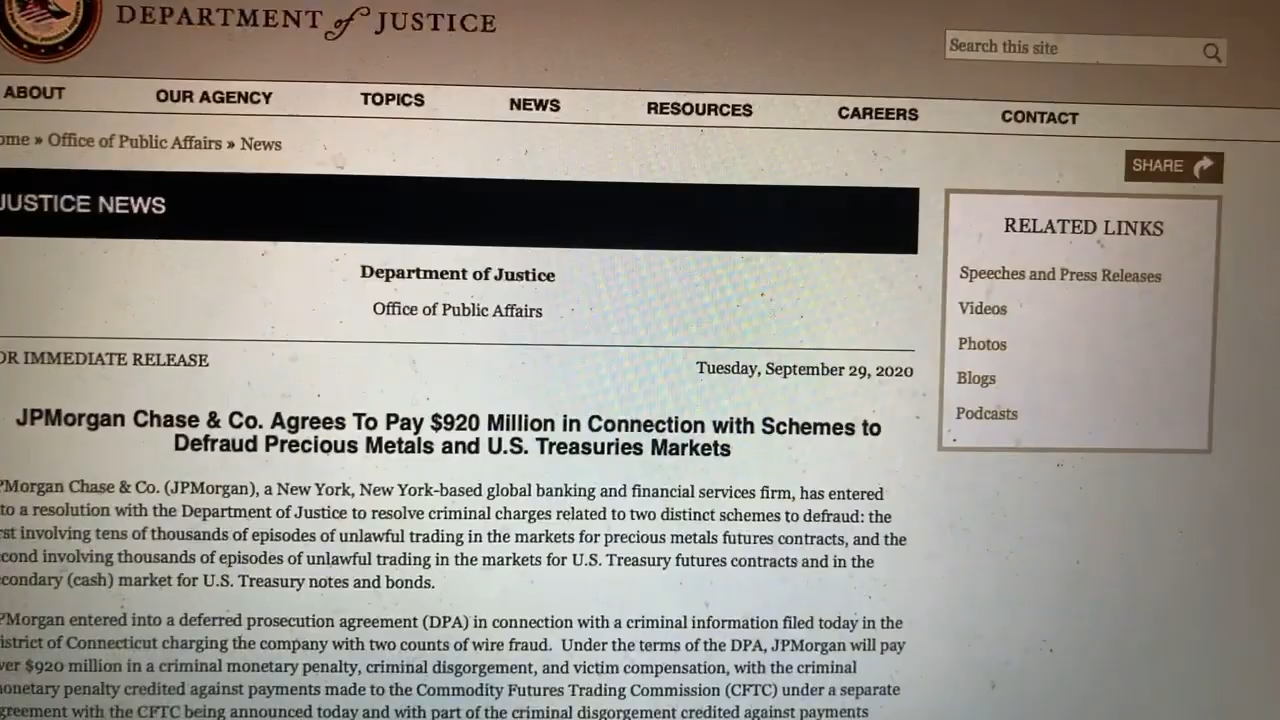 DEPARTMENT of JUSTICE
Search this site
ABOUT OUR AGENCY TOPICS NEWS RESOURCES CAREERS CONTACT
ome » Office of Public Affairs » News
SHARE
JUSTICE NEWS
RELATED LINKS
Speeches and Press Releases
Videos
Photos
Blogs
Podcasts
Department of Justice
Office of Public Affairs
OR IMMEDIATE RELEASE
Tuesday, September 29, 2020
JPMorgan Chase & Co. Agrees To Pay $920 Million in Connection with Schemes to
Defraud Precious Metals and U.S. Treasuries Markets
PMorgan Chase & Co. (JPMorgan), a New York, New York-based global banking and financial services firm, has entered
to a resolution with the Department of Justice to resolve criminal charges related to two distinct schemes to defraud: the
rst involving tens of thousands of episodes of unlawful trading in the markets for precious metals futures contracts, and the
cond involving thousands of episodes of unlawful trading in the markets for U.S. Treasury futures contracts and in the
condary (cash) market for U.S. Treasury notes and bonds.
PMorgan entered into a deferred prosecution agreement (DPA) in connection with a criminal information filed today in the
istrict of Connecticut charging the company with two counts of wire fraud. Under the terms of the DPA, JPMorgan will pay
ver $920 million in a criminal monetary penalty, criminal disgorgement, and victim compensation, with the criminal
onetary penalty credited against payments made to the Commodity Futures Trading Commission (CFTC) under a separate
greement with the CFTC being announced today and with part of the criminal disgorgement credited against payments